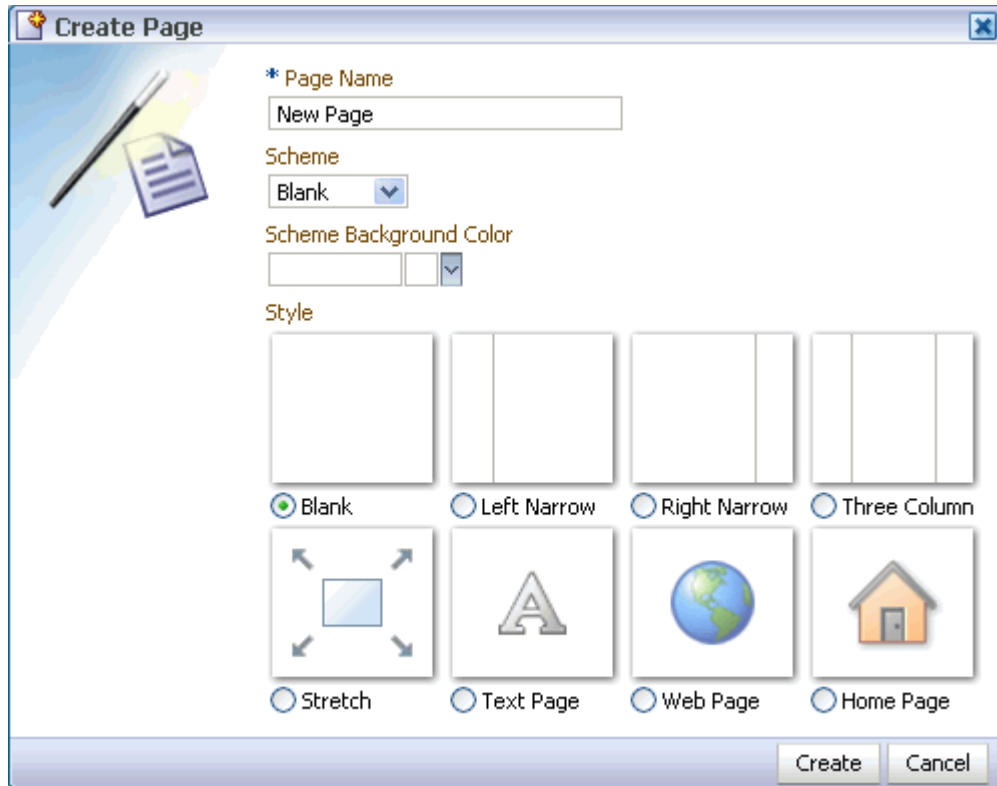 Create Page
* Page Name
New Page
Scheme
Blank
Scheme Background Color
Style
Blank
Left Narrow
Right Narrow
Three Column
A
Stretch
Text Page
Web Page
Home Page
Create
Cancel